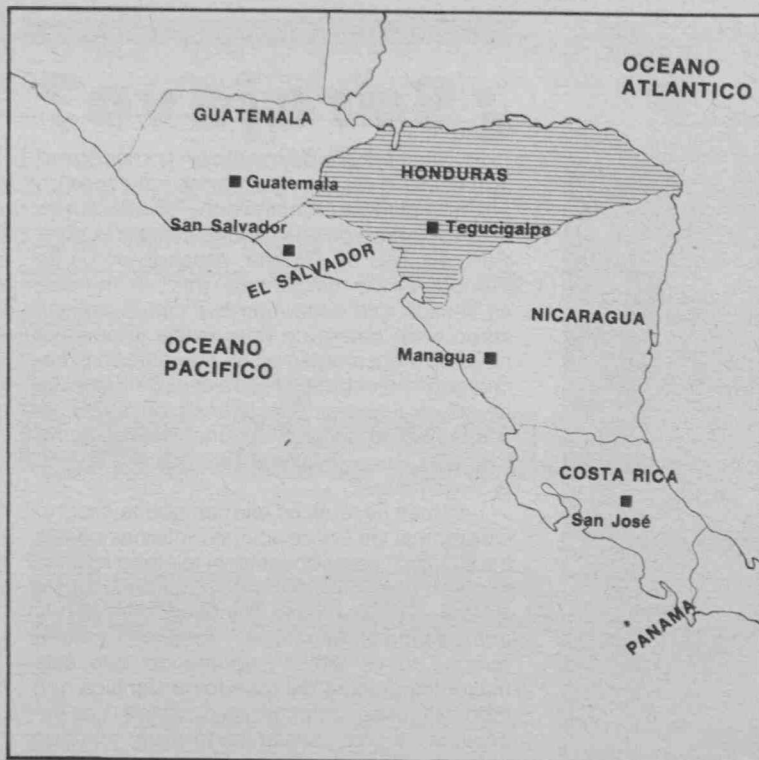 OCEANO
ATLANTICO
GUATEMALA
HONDURAS
Guatemala
San Salvador
Tegucigalpa
EL SALVADOR
NICARAGUA
OCEANO
PACIFICO
Managua
COSTA RICA
San José
PANAMA